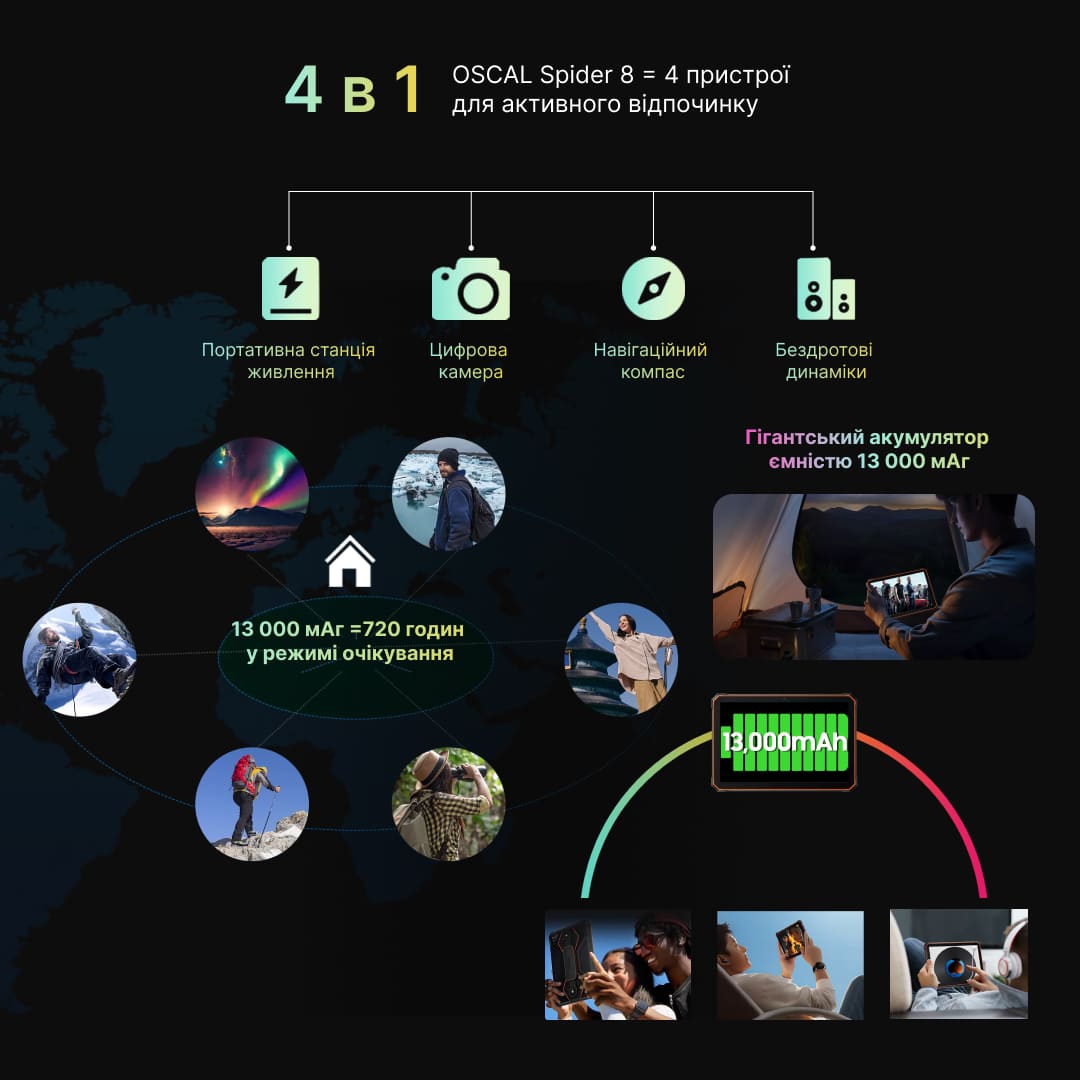 4 в 1
OSCAL Spider 8 = 4 пристрої
для активного відпочинку
Портативна станція
живлення
Цифрова
камера
Навігаційний
компас
Бездротові
динаміки
Гігантський акумулятор
ємністю 13 000 мАг
13 000 мАг =720 годин
у режимі очікування
13,000mAh